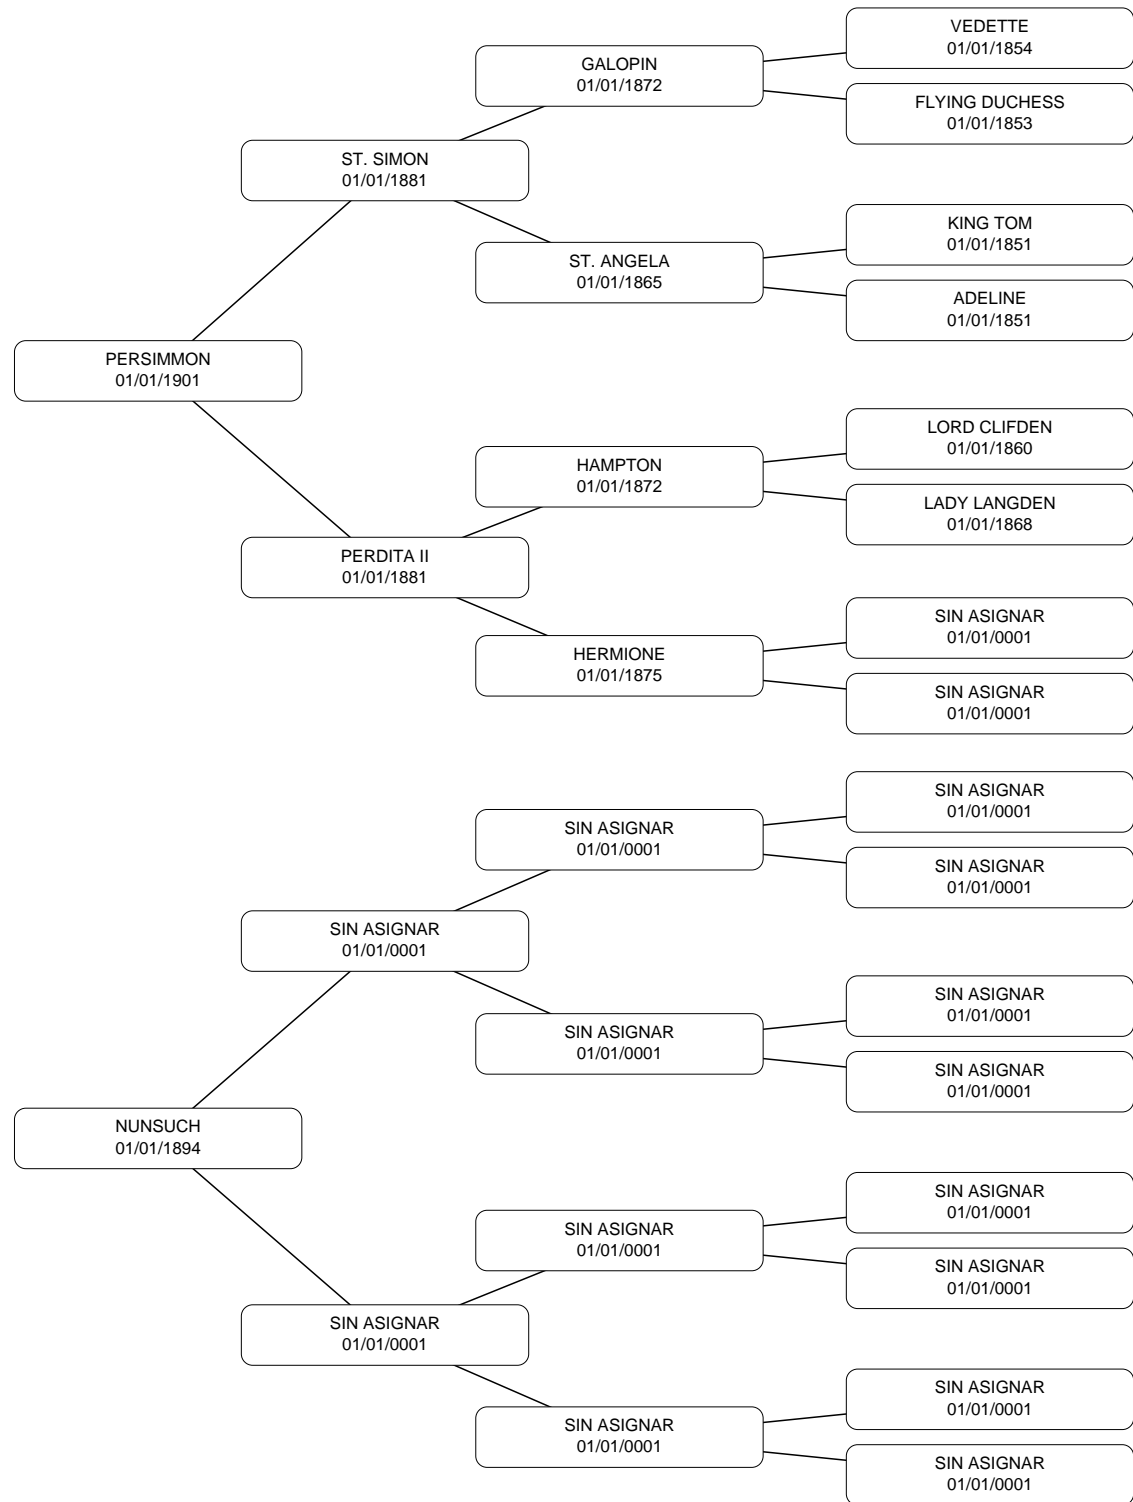 VEDETTE
01/01/1854
GALOPIN
01/01/1872
FLYING DUCHESS
01/01/1853
ST. SIMON
01/01/1881
KING TOM
01/01/1851
ST. ANGELA
01/01/1865
ADELINE
01/01/1851
PERSIMMON
01/01/1901
LORD CLIFDEN
01/01/1860
HAMPTON
01/01/1872
LADY LANGDEN
01/01/1868
PERDITA II
01/01/1881
SIN ASIGNAR
01/01/0001
HERMIONE
01/01/1875
SIN ASIGNAR
01/01/0001
SIN ASIGNAR
01/01/0001
SIN ASIGNAR
01/01/0001
SIN ASIGNAR
01/01/0001
SIN ASIGNAR
01/01/0001
SIN ASIGNAR
01/01/0001
SIN ASIGNAR
01/01/0001
SIN ASIGNAR
01/01/0001
NUNSUCH
01/01/1894
SIN ASIGNAR
01/01/0001
SIN ASIGNAR
01/01/0001
SIN ASIGNAR
01/01/0001
SIN ASIGNAR
01/01/0001
SIN ASIGNAR
01/01/0001
SIN ASIGNAR
01/01/0001
SIN ASIGNAR
01/01/0001